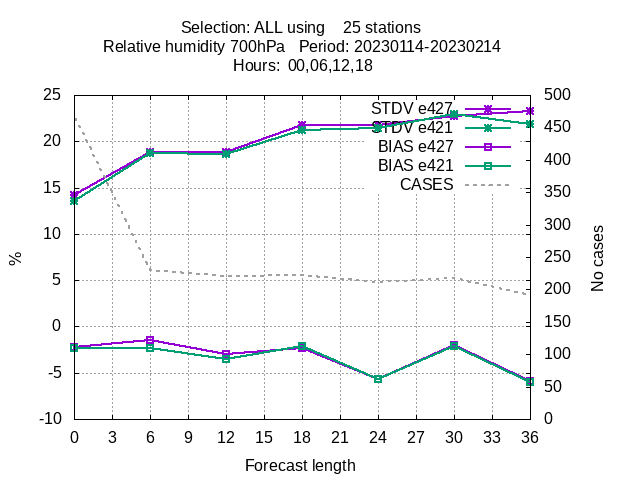 Selection: ALL using    25 stations
Relative humidity 700hPa   Period: 20230114-20230214
Hours:  00,06,12,18
25
20
15
10
5
0
-5
-10
%
STDV e427
STDV e421
BIAS e427
BIAS e421
CASES
500
450
400
350
300
250
200
150
100
50
0
No cases
0 3 6 9 12 15 18 21 24 27 30 33 36
Forecast length